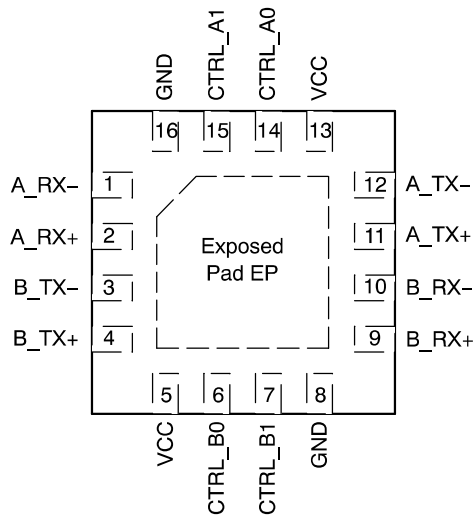 GND
CTRL_A1
CTRL_A0
VCC
16
15
14
13
A_RX−
1
12
A_TX−
A_RX+
2
11
A_TX+
Exposed
Pad EP
B_TX−
3
10
B_RX−
B_TX+
4
9
B_RX+
5
6
7
8
VCC
CTRL_B0
CTRL_B1
GND